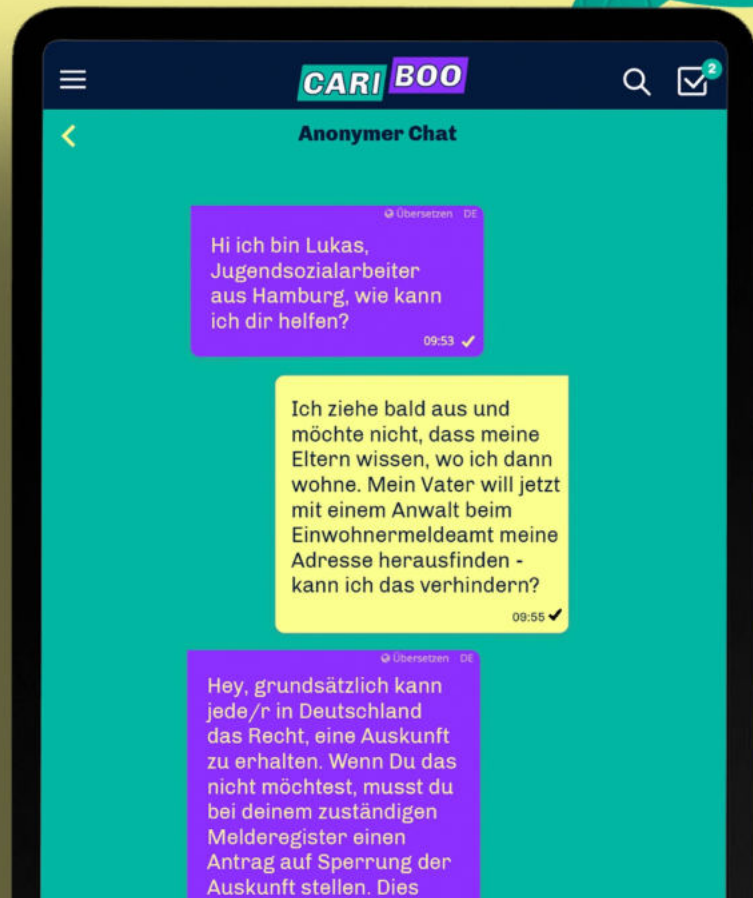 CARI BOO
2
Anonymer Chat
Übersetzen DE
Hi ich bin Lukas,
Jugendsozialarbeiter
aus Hamburg, wie kann
ich dir helfen?
09:53
Ich ziehe bald aus und
möchte nicht, dass meine
Eltern wissen, wo ich dann
wohne. Mein Vater will jetzt
mit einem Anwalt beim
Einwohnermeldeamt meine
Adresse herausfinden -
kann ich das verhindern?
09:55
Übersetzen DE
Hey, grundsätzlich kann
jede/r in Deutschland
das Recht, eine Auskunft
zu erhalten. Wenn Du das
nicht möchtest, musst du
bei deinem zuständigen
Melderegister einen
Antrag auf Sperrung der
Auskunft stellen. Dies